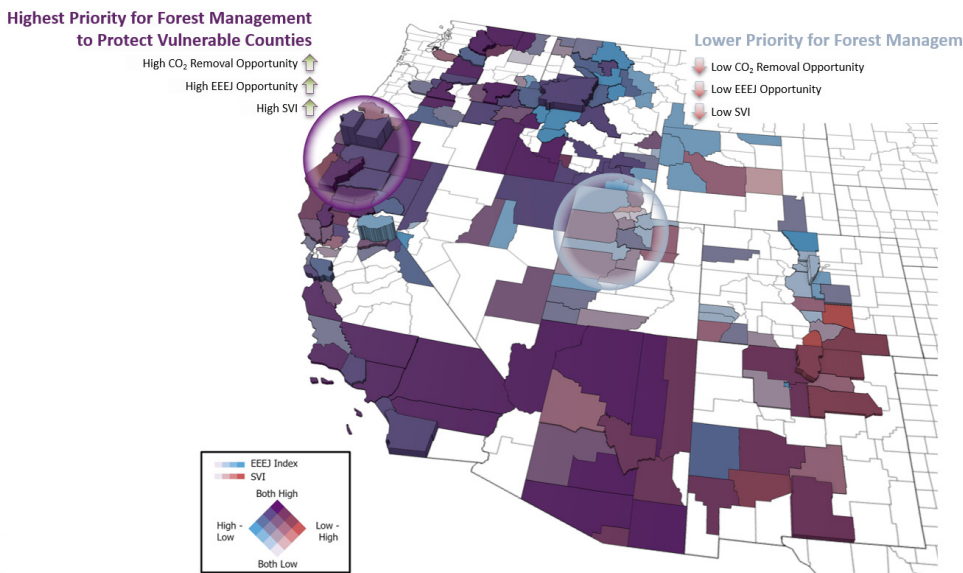 Highest Priority for Forest Management
to Protect Vulnerable Counties
High CO₂ Removal Opportunity
High EEEJ Opportunity
High SVI
Lower Priority for Forest Managem
Low CO₂ Removal Opportunity
Low EEEJ Opportunity
Low SVI
EEEJ Index
SVI
Both High
High -
Low
Low -
High
Both Low